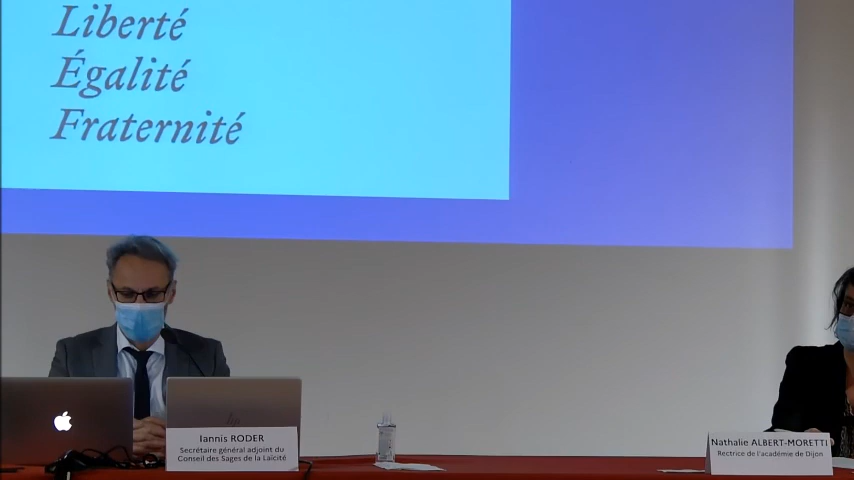 Liberté
Égalité
Fraternité
hp
Iannis RODER
Secrétaire général adjoint du
Conseil des Sages de la Laïcité
Nathalie ALBERT-MORETTI
Rectrice de l'académie de Dijon